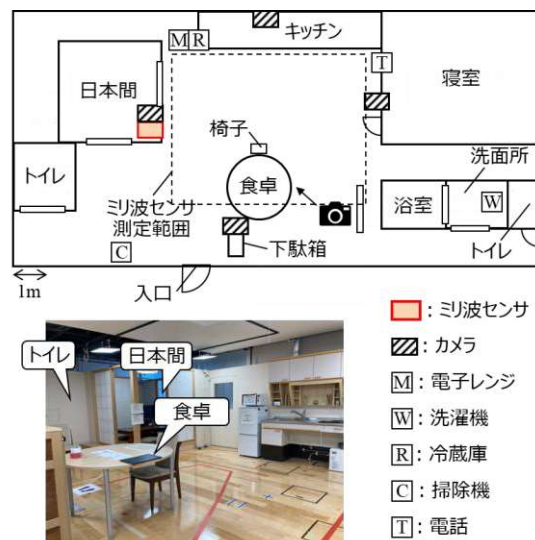 M R
キッチン
T
日本間
寝室
椅子
食卓
洗面所
トイレ
ミリ波センサ
測定範囲
浴室
W
C
下駄箱
トイレ
1m
入口
: ミリ波センサ
: カメラ
M : 電子レンジ
W : 洗濯機
R : 冷蔵庫
C : 掃除機
T : 電話
トイレ
日本間
食卓